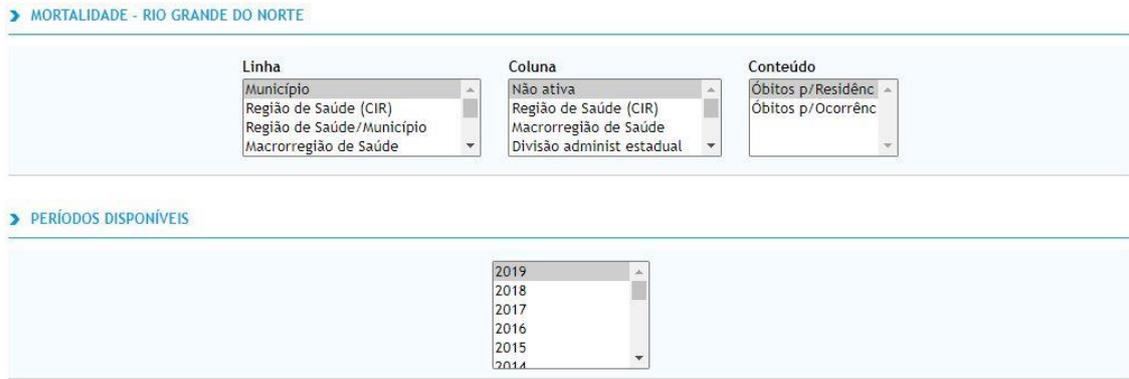 MORTALIDADE - RIO GRANDE DO NORTE
Linha
Município
Região de Saúde (CIR)
Região de Saúde/Município
Macrorregião de Saúde
Coluna
Não ativa
Região de Saúde (CIR)
Macrorregião de Saúde
Divisão administ estadual
Conteúdo
Óbitos p/Residênc
Óbitos p/Ocorrênc
PERÍODOS DISPONÍVEIS
2019
2018
2017
2016
2015
2014